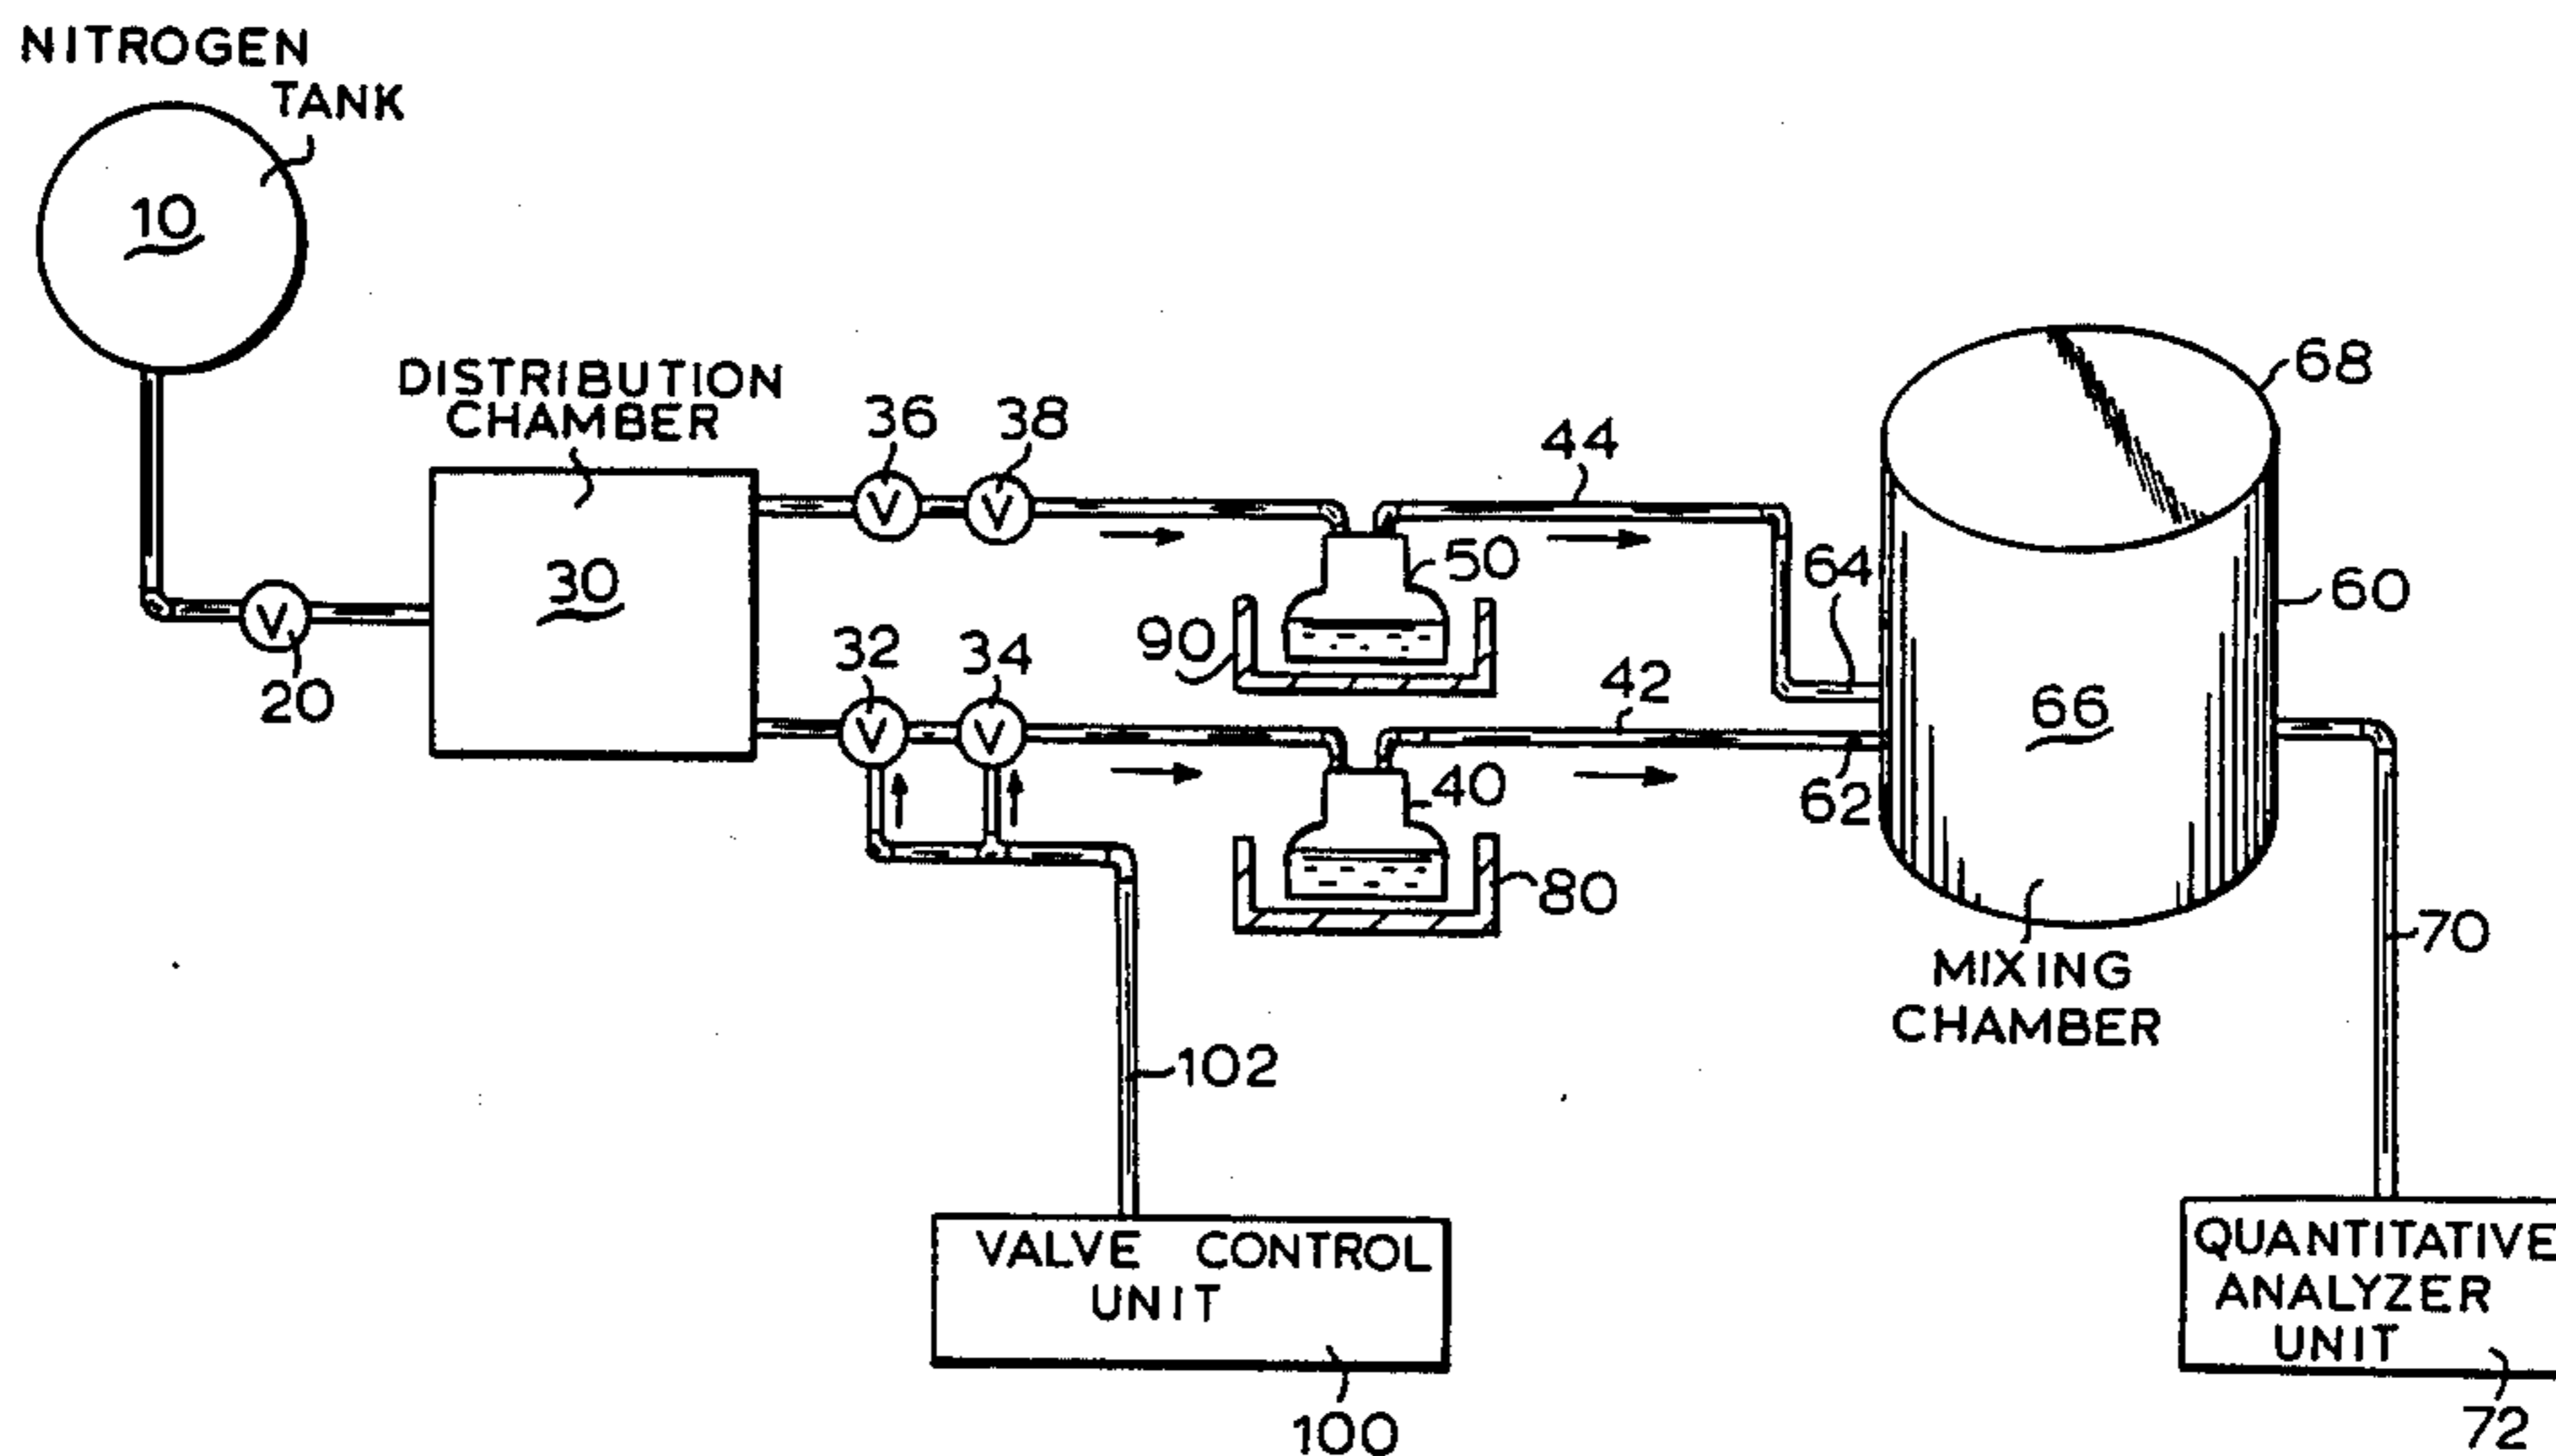 NITROGEN
TANK
10
DISTRIBUTION
CHAMBER
36
38
44
68
V
V
50
64
30
60
90
V
20
32
34
42
66
V
V
62
40
80
70
MIXING
CHAMBER
102
VALVE CONTROL
UNIT
100
QUANTITATIVE
ANALYZER
UNIT
72